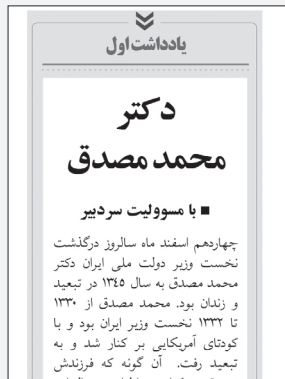 یادداشت اول
دکتر
محمد مصدق
■ با مسوولیت سردبیر
چهاردهم اسفند ماه سالروز درگذشت
نخست وزیر دولت ملی ایران دکتر
محمد مصدق به سال ۱۳٤۵ در تبعید
و زندان بود. محمد مصدق از ۱۳۳۰
تا ۱۳۳۲ نخست وزیر ایران بود و با
کودتای آمریکایی بر کنار شد و به
تبعید رفت. آن گونه که فرزندش